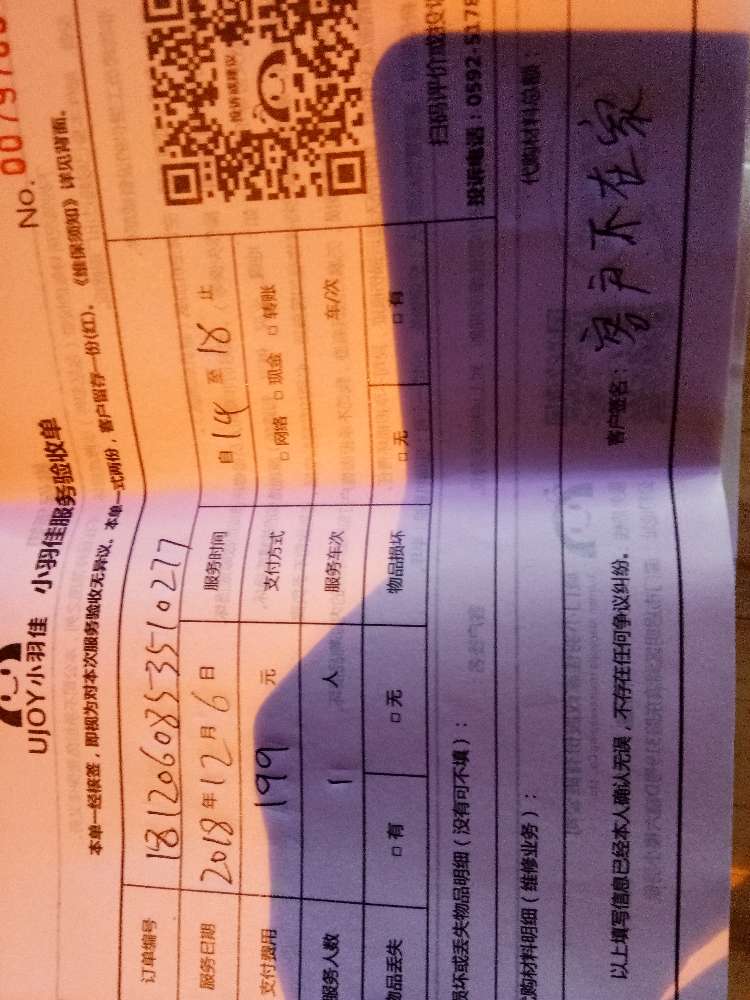 No. 0079789
UJOY小羽佳 小羽佳服务验收单
本单一经核签，即视为对本次服务验收无异议。本单一式两份，客户留存一份(红)。《维保须知》详见背面。
订单编号 1812060853510277
投诉或建议
服务日期 2018年12月6日 服务时间 自14至18止
支付费用 199 元 支付方式 □网络 □现金 □转账
服务人数 1 人 服务车次 车/次
物品丢失 □有 □无 物品损坏 □无 □有
扫码评价或投诉
损坏或丢失物品明细（没有可不填）： 投诉电话：0592-5178
代购材料明细（维修业务）： 代购材料总额：
以上填写信息已经本人确认无误，不存在任何争议纠纷。 客户签名：客户不在家